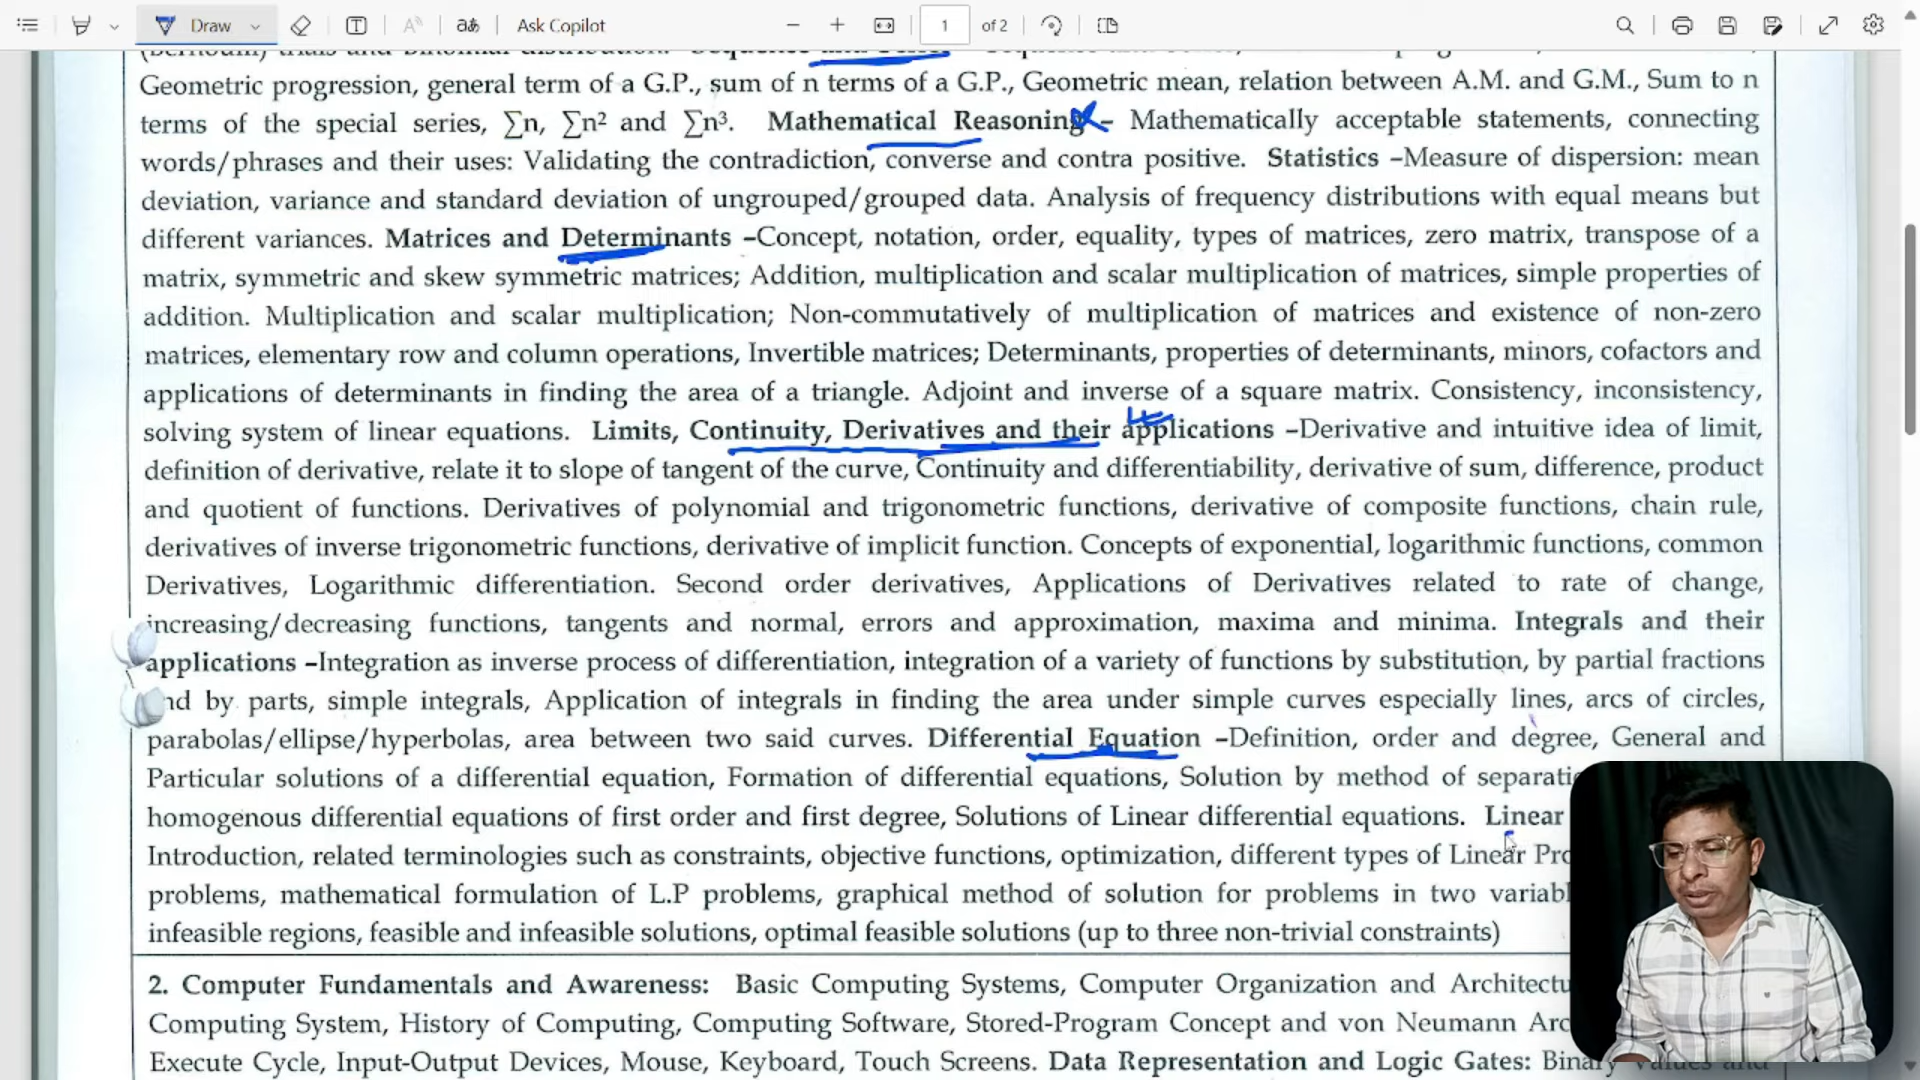 Draw
Ask Copilot
1 of 2
Geometric progression, general term of a G.P., sum of n terms of a G.P., Geometric mean, relation between A.M. and G.M., Sum to n
terms of the special series, ∑n, ∑n² and ∑n³. Mathematical Reasoning – Mathematically acceptable statements, connecting
words/phrases and their uses: Validating the contradiction, converse and contra positive. Statistics –Measure of dispersion: mean
deviation, variance and standard deviation of ungrouped/grouped data. Analysis of frequency distributions with equal means but
different variances. Matrices and Determinants –Concept, notation, order, equality, types of matrices, zero matrix, transpose of a
matrix, symmetric and skew symmetric matrices; Addition, multiplication and scalar multiplication of matrices, simple properties of
addition. Multiplication and scalar multiplication; Non-commutatively of multiplication of matrices and existence of non-zero
matrices, elementary row and column operations, Invertible matrices; Determinants, properties of determinants, minors, cofactors and
applications of determinants in finding the area of a triangle. Adjoint and inverse of a square matrix. Consistency, inconsistency,
solving system of linear equations. Limits, Continuity, Derivatives and their applications –Derivative and intuitive idea of limit,
definition of derivative, relate it to slope of tangent of the curve, Continuity and differentiability, derivative of sum, difference, product
and quotient of functions. Derivatives of polynomial and trigonometric functions, derivative of composite functions, chain rule,
derivatives of inverse trigonometric functions, derivative of implicit function. Concepts of exponential, logarithmic functions, common
Derivatives, Logarithmic differentiation. Second order derivatives, Applications of Derivatives related to rate of change,
increasing/decreasing functions, tangents and normal, errors and approximation, maxima and minima. Integrals and their
applications –Integration as inverse process of differentiation, integration of a variety of functions by substitution, by partial fractions
nd by parts, simple integrals, Application of integrals in finding the area under simple curves especially lines, arcs of circles,
parabolas/ellipse/hyperbolas, area between two said curves. Differential Equation –Definition, order and degree, General and
Particular solutions of a differential equation, Formation of differential equations, Solution by method of separatio
homogenous differential equations of first order and first degree, Solutions of Linear differential equations. Linear
Introduction, related terminologies such as constraints, objective functions, optimization, different types of Linear Pro
problems, mathematical formulation of L.P problems, graphical method of solution for problems in two variabl
infeasible regions, feasible and infeasible solutions, optimal feasible solutions (up to three non-trivial constraints)
2. Computer Fundamentals and Awareness: Basic Computing Systems, Computer Organization and Architectu
Computing System, History of Computing, Computing Software, Stored-Program Concept and von Neumann Arc
Execute Cycle, Input-Output Devices, Mouse, Keyboard, Touch Screens. Data Representation and Logic Gates: Binary Values and